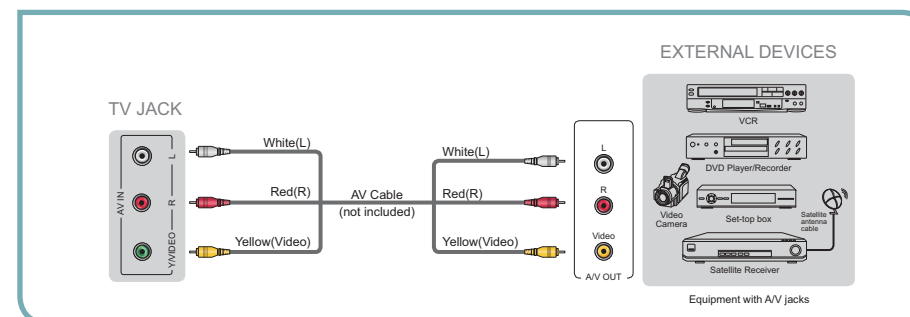 EXTERNAL DEVICES
TV JACK
AV IN
L
R
Y/VIDEO
White(L)
Red(R)
Yellow(Video)
AV Cable
(not included)
White(L)
Red(R)
Yellow(Video)
L
R
Video
A/V OUT
VCR
DVD Player/Recorder
Video
Camera
Set-top box
Satellite
antenna
cable
Satellite Receiver
Equipment with A/V jacks